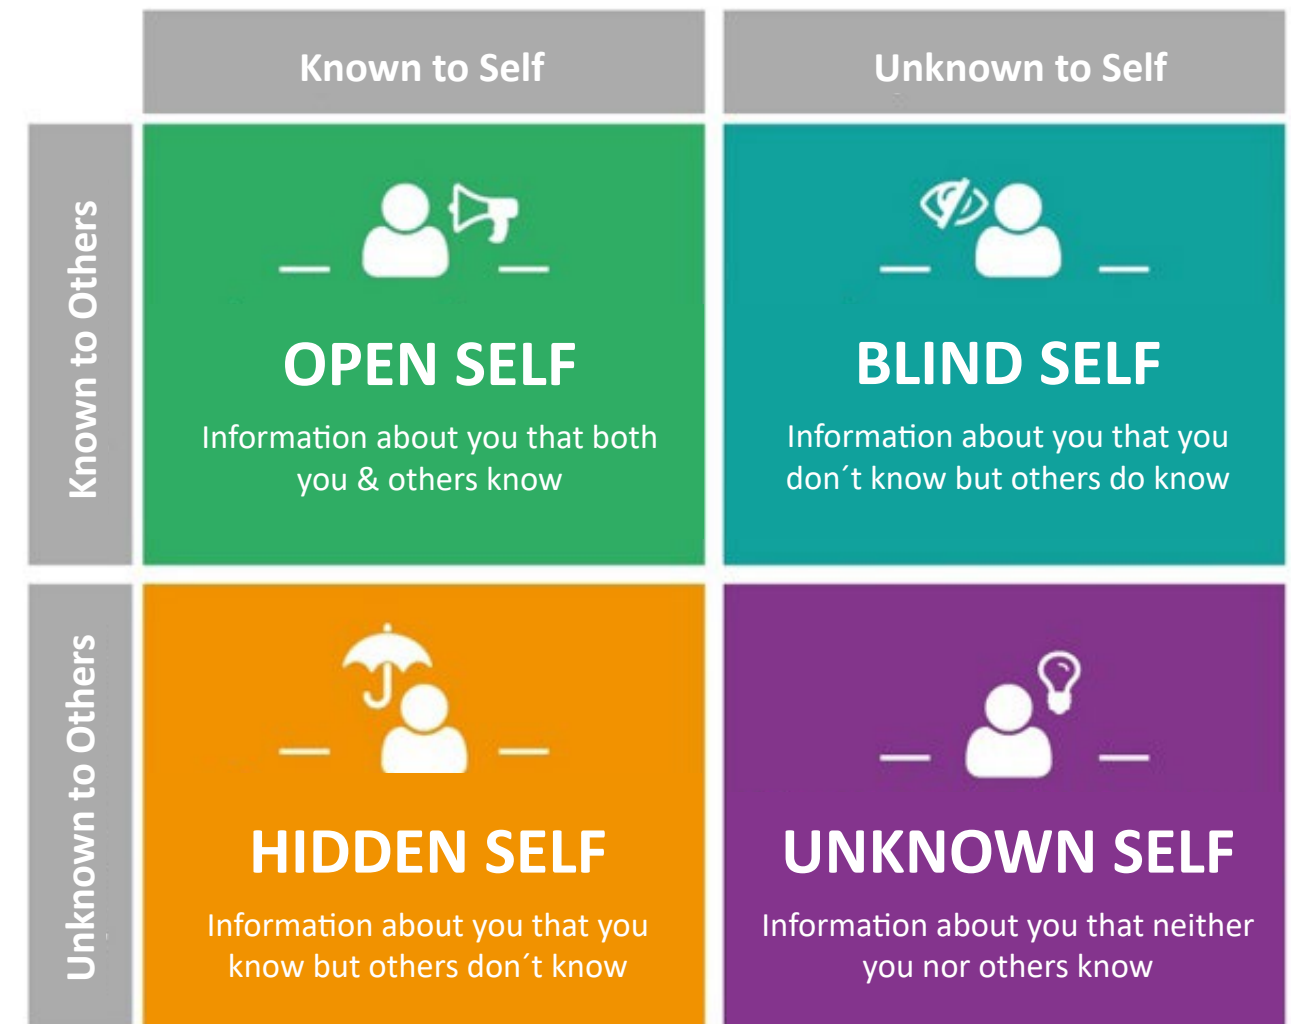 Known to Self
Unknown to Self
Known to Others
OPEN SELF
Information about you that both
you & others know
BLIND SELF
Information about you that you
don´t know but others do know
Unknown to Others
HIDDEN SELF
Information about you that you
know but others don´t know
UNKNOWN SELF
Information about you that neither
you nor others know